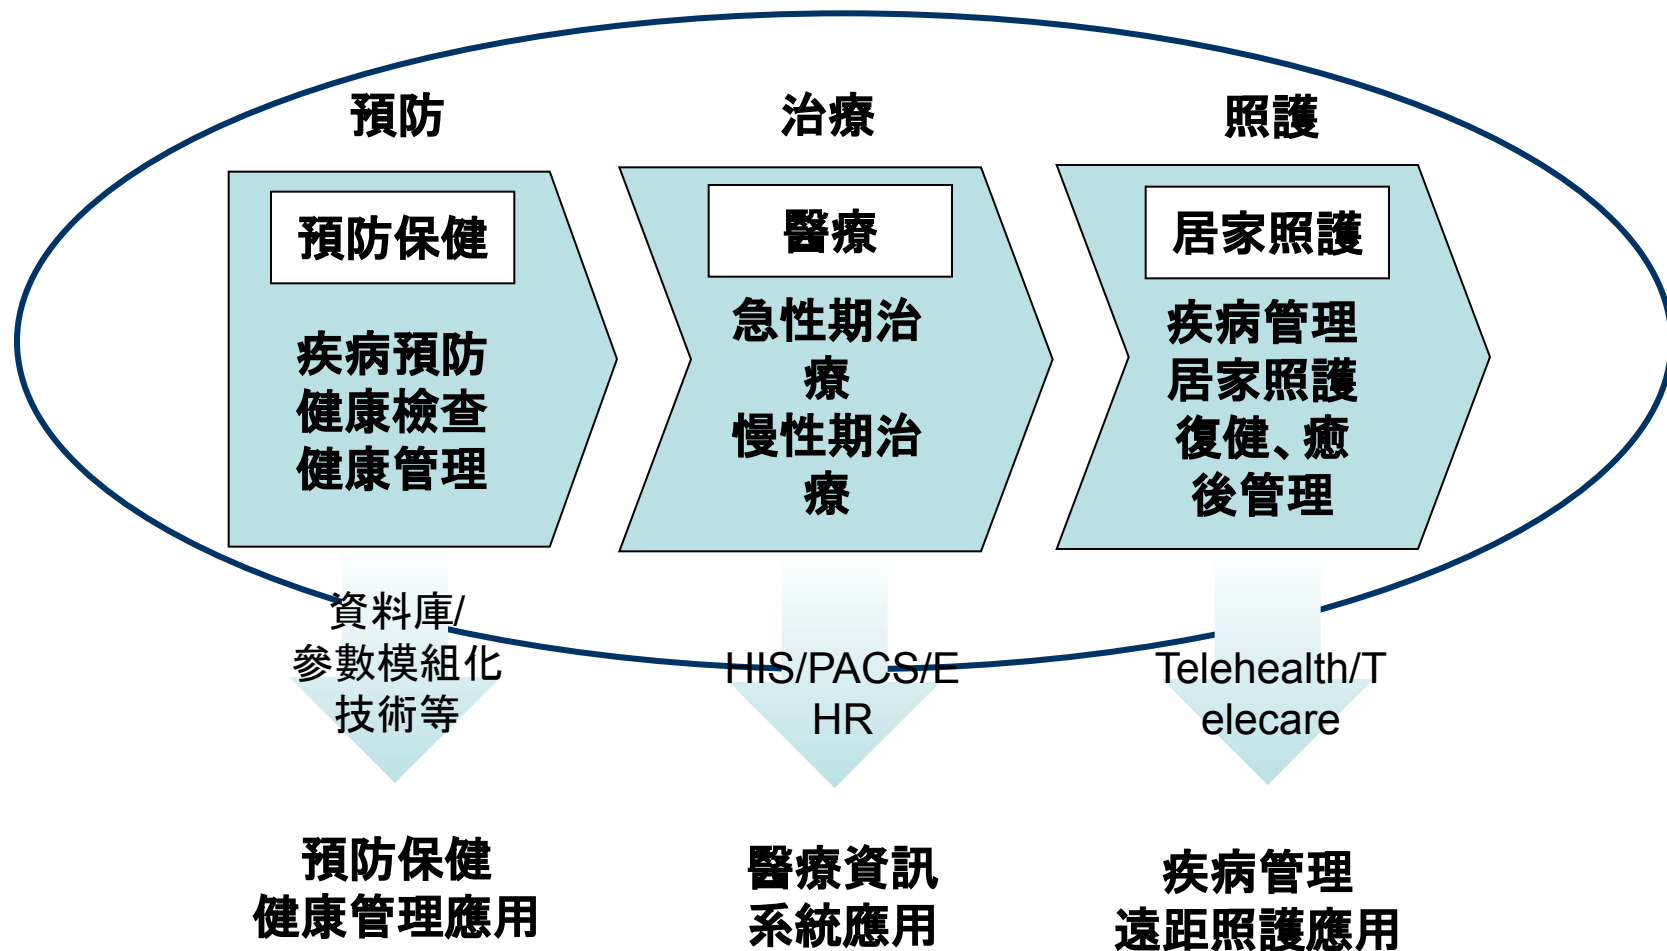 預防
治療
照護
預防保健
疾病預防
健康檢查
健康管理
醫療
急性期治
療
慢性期治
療
居家照護
疾病管理
居家照護
復健、癒
後管理
資料庫/
參數模組化
技術等
HIS/PACS/E
HR
Telehealth/T
elecare
預防保健
健康管理應用
醫療資訊
系統應用
疾病管理
遠距照護應用